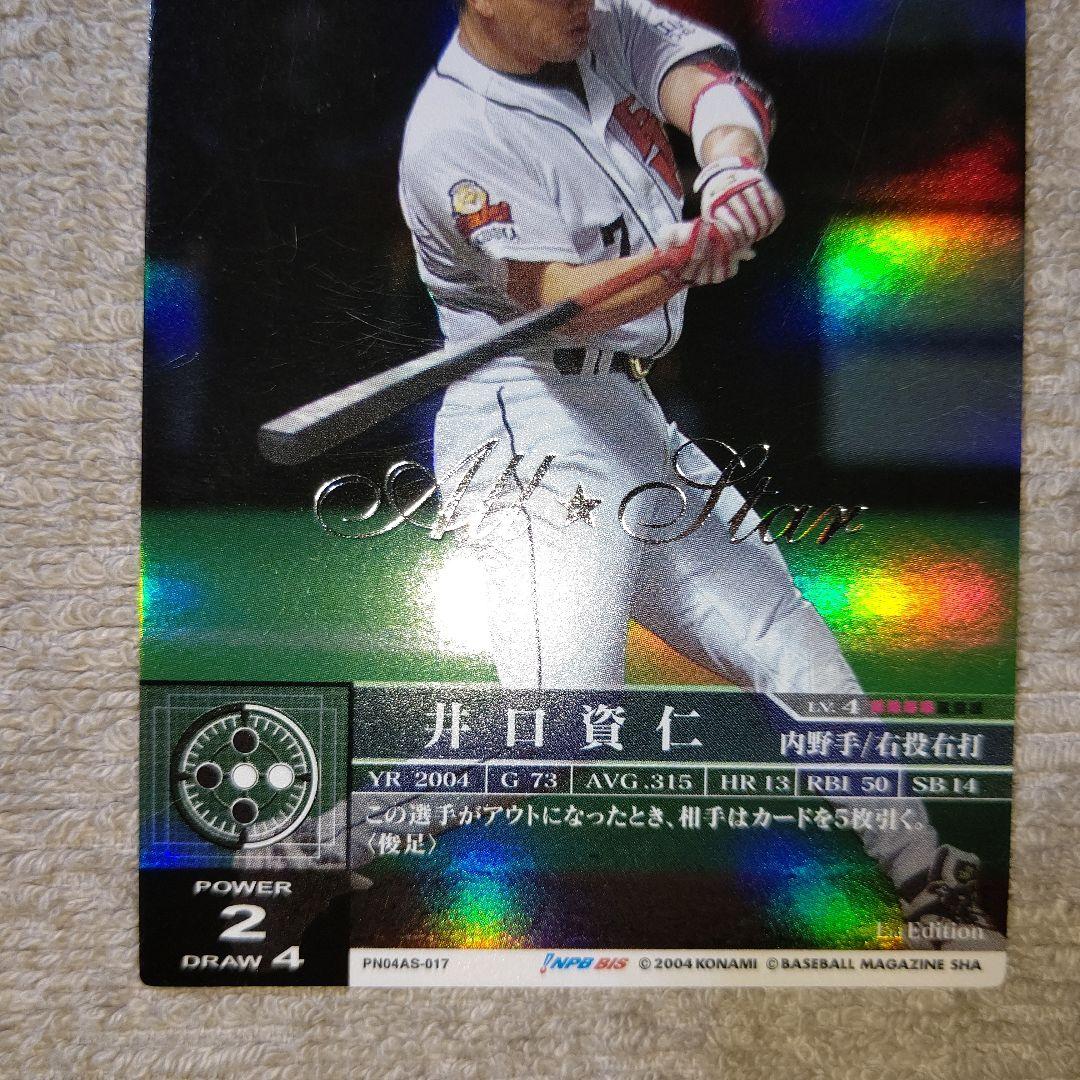 7
All★Star
LV. 4
井口資仁
内野手/右投右打
YR 2004 G 73 AVG.315 HR 13 RBI 50 SB 14
この選手がアウトになったとき、相手はカードを5枚引く。
〈俊足〉
POWER
2
DRAW 4
E.Edition
PN04AS-017 NPB BIS ©2004 KONAMI ©BASEBALL MAGAZINE SHA